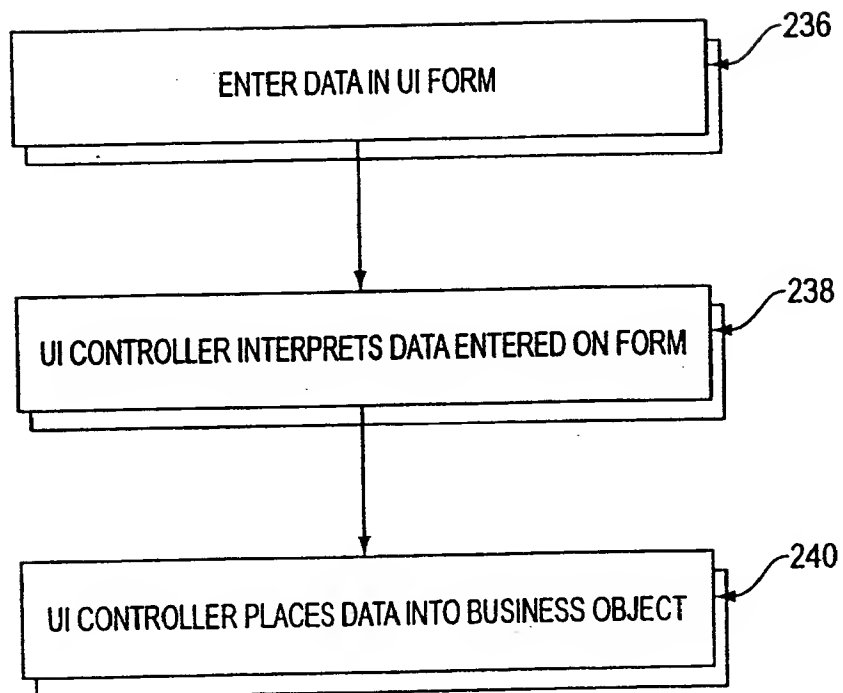 236
ENTER DATA IN UI FORM
238
UI CONTROLLER INTERPRETS DATA ENTERED ON FORM
240
UI CONTROLLER PLACES DATA INTO BUSINESS OBJECT